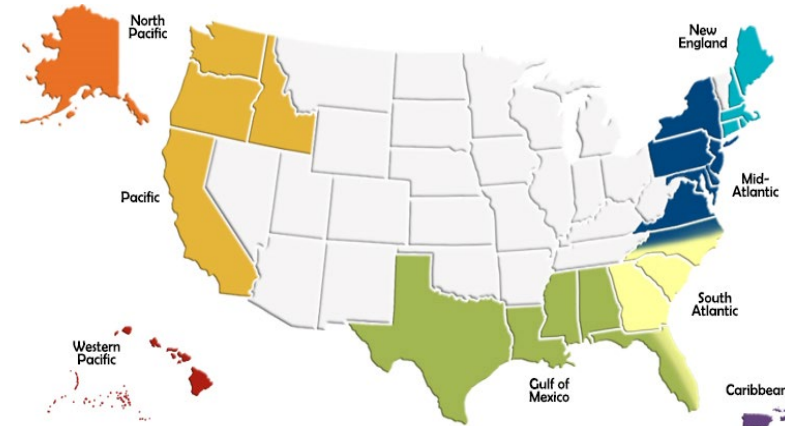 North
Pacific
New
England
Pacific
Mid-
Atlantic
South
Atlantic
Western
Pacific
Gulf of
Mexico
Caribbean